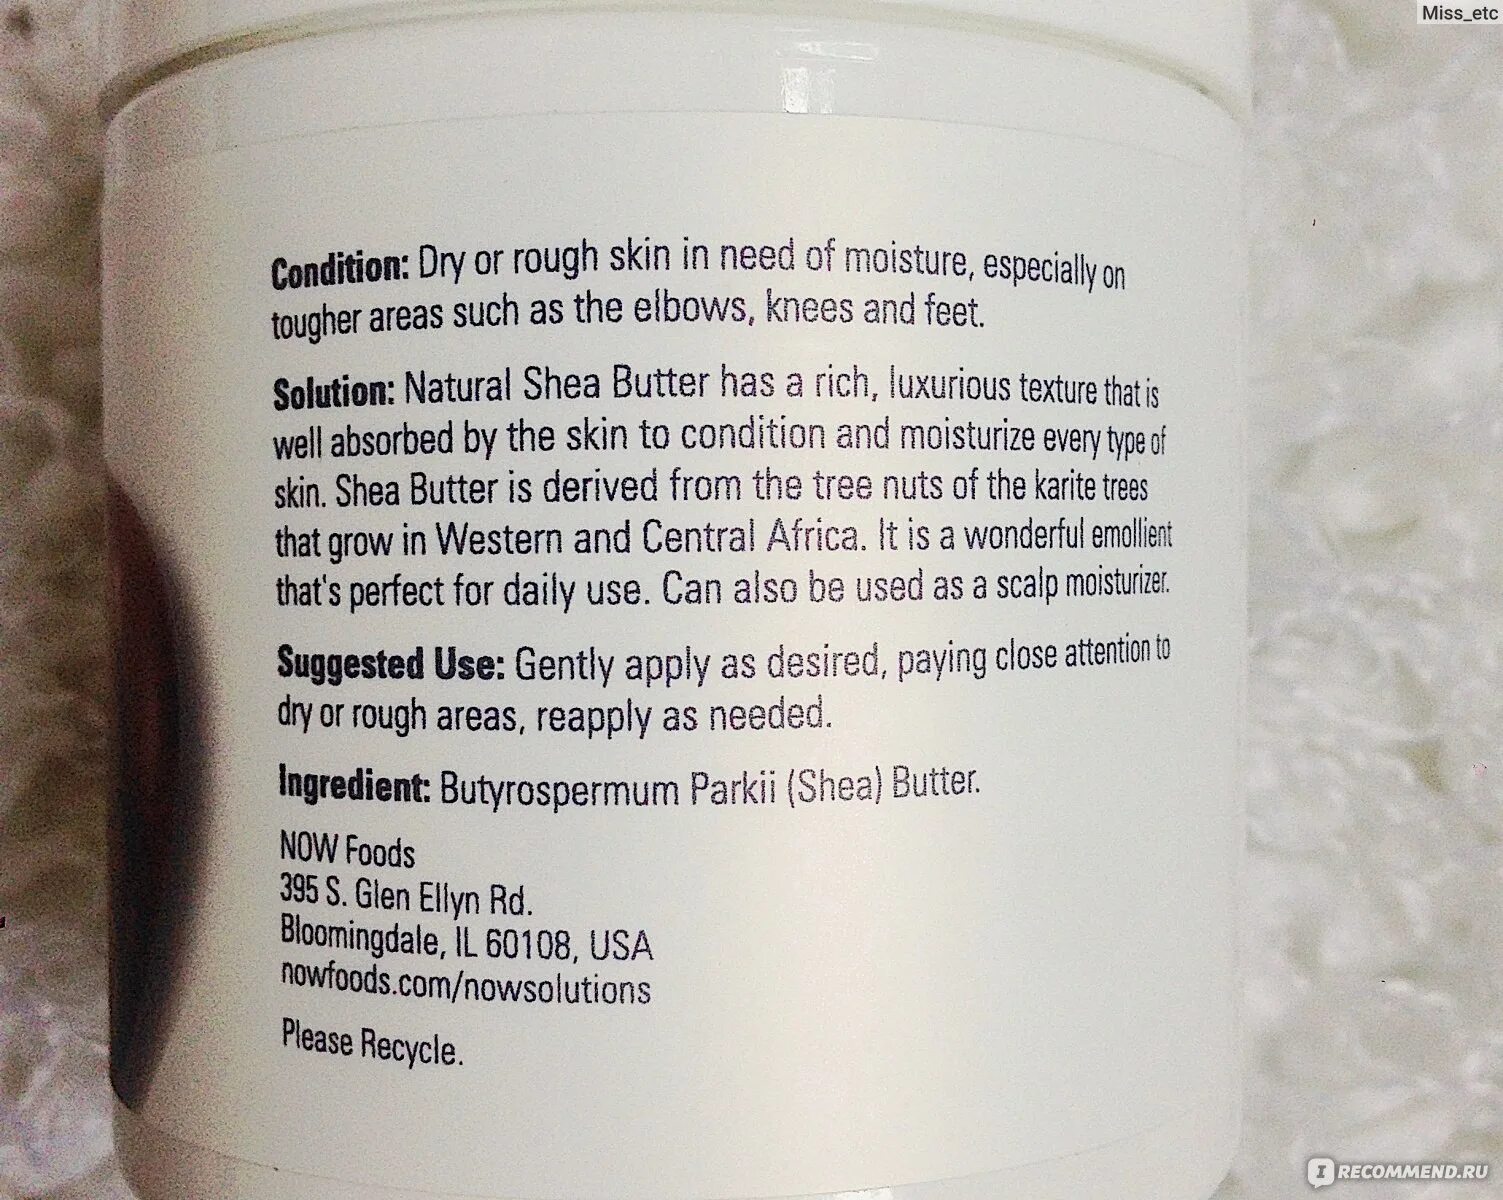 Miss_etc
Condition: Dry or rough skin in need of moisture, especially on
tougher areas such as the elbows, knees and feet.
Solution: Natural Shea Butter has a rich, luxurious texture that is
well absorbed by the skin to condition and moisturize every type of
skin. Shea Butter is derived from the tree nuts of the karite trees
that grow in Western and Central Africa. It is a wonderful emollient
that's perfect for daily use. Can also be used as a scalp moisturizer.
Suggested Use: Gently apply as desired, paying close attention to
dry or rough areas, reapply as needed.
Ingredient: Butyrospermum Parkii (Shea) Butter.
NOW Foods
395 S. Glen Ellyn Rd.
Bloomingdale, IL 60108, USA
nowfoods.com/nowsolutions
Please Recycle.
I RECOMMEND.RU